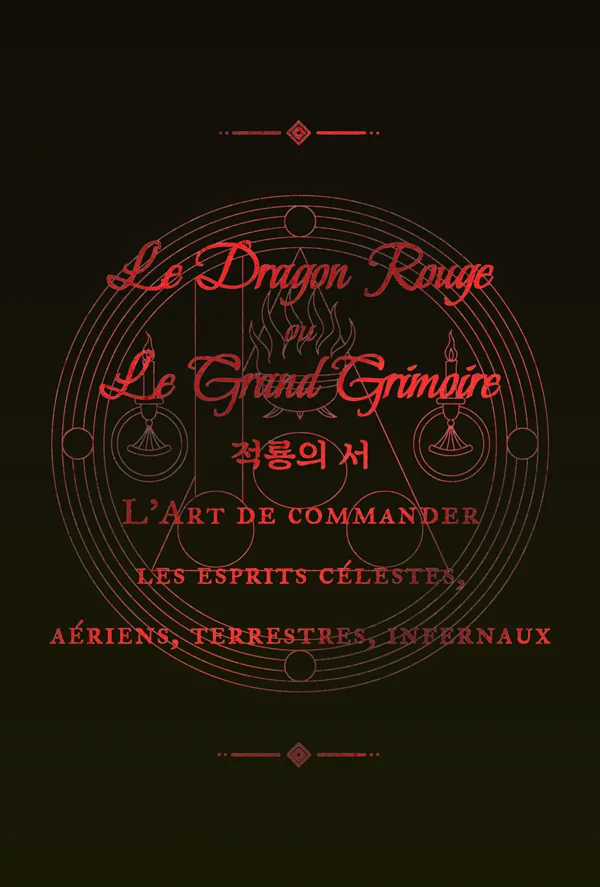 Le Dragon Rouge
ou
Le Grand Grimoire
적룡의 서
L'Art de commander
les esprits célestes,
aériens, terrestres, infernaux